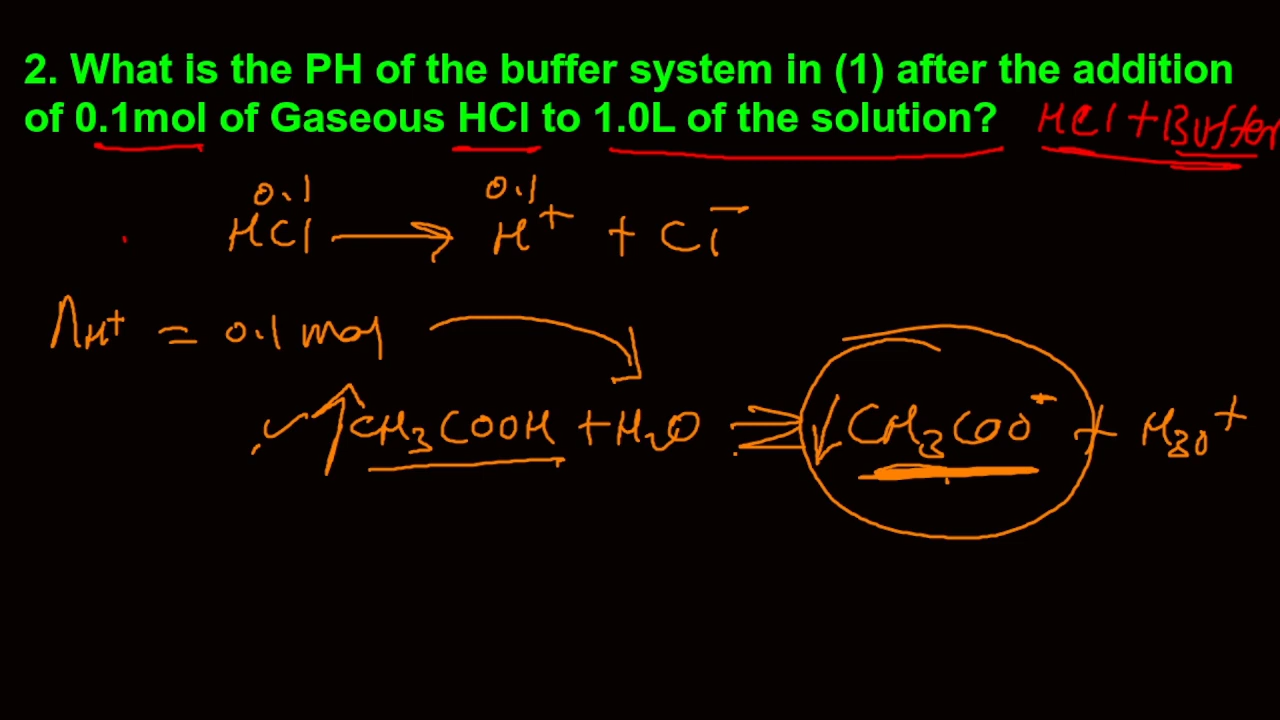 2. What is the PH of the buffer system in (1) after the addition
of 0.1mol of Gaseous HCl to 1.0L of the solution? HCl + Buffer
0.1 0.1
HCl ⟶ H⁺ + Cl⁻
nH⁺ = 0.1 mol
✓ ↑ CH₃COOH + H₂O ⇌ ↓ CH₃COO⁻ + H₃O⁺